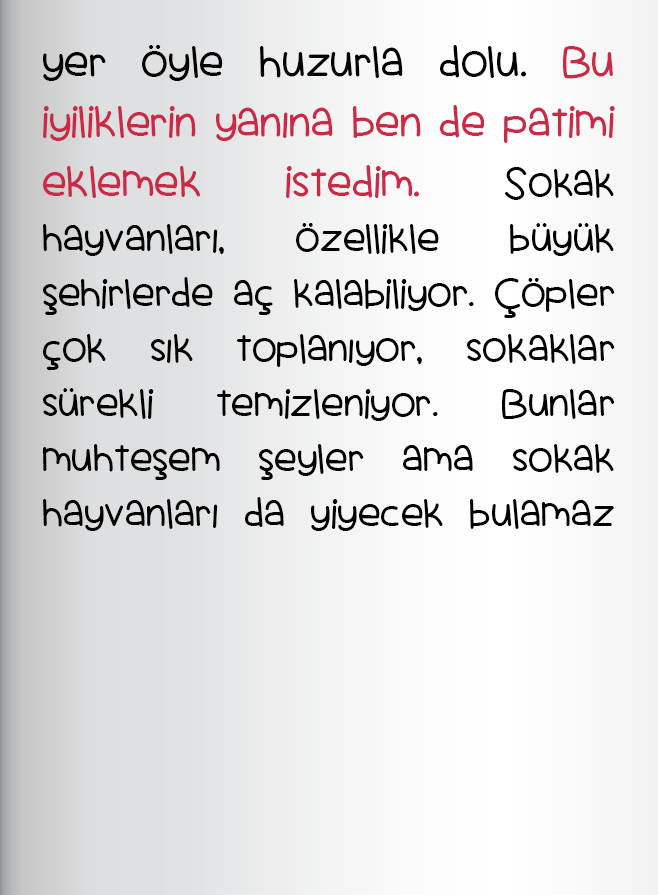 yer öyle huzurla dolu. Bu
iyiliklerin yanına ben de patimi
eklemek istedim. Sokak
hayvanları, özellikle büyük
şehirlerde aç kalabiliyor. Çöpler
çok sık toplanıyor, sokaklar
sürekli temizleniyor. Bunlar
muhteşem şeyler ama sokak
hayvanları da yiyecek bulamaz